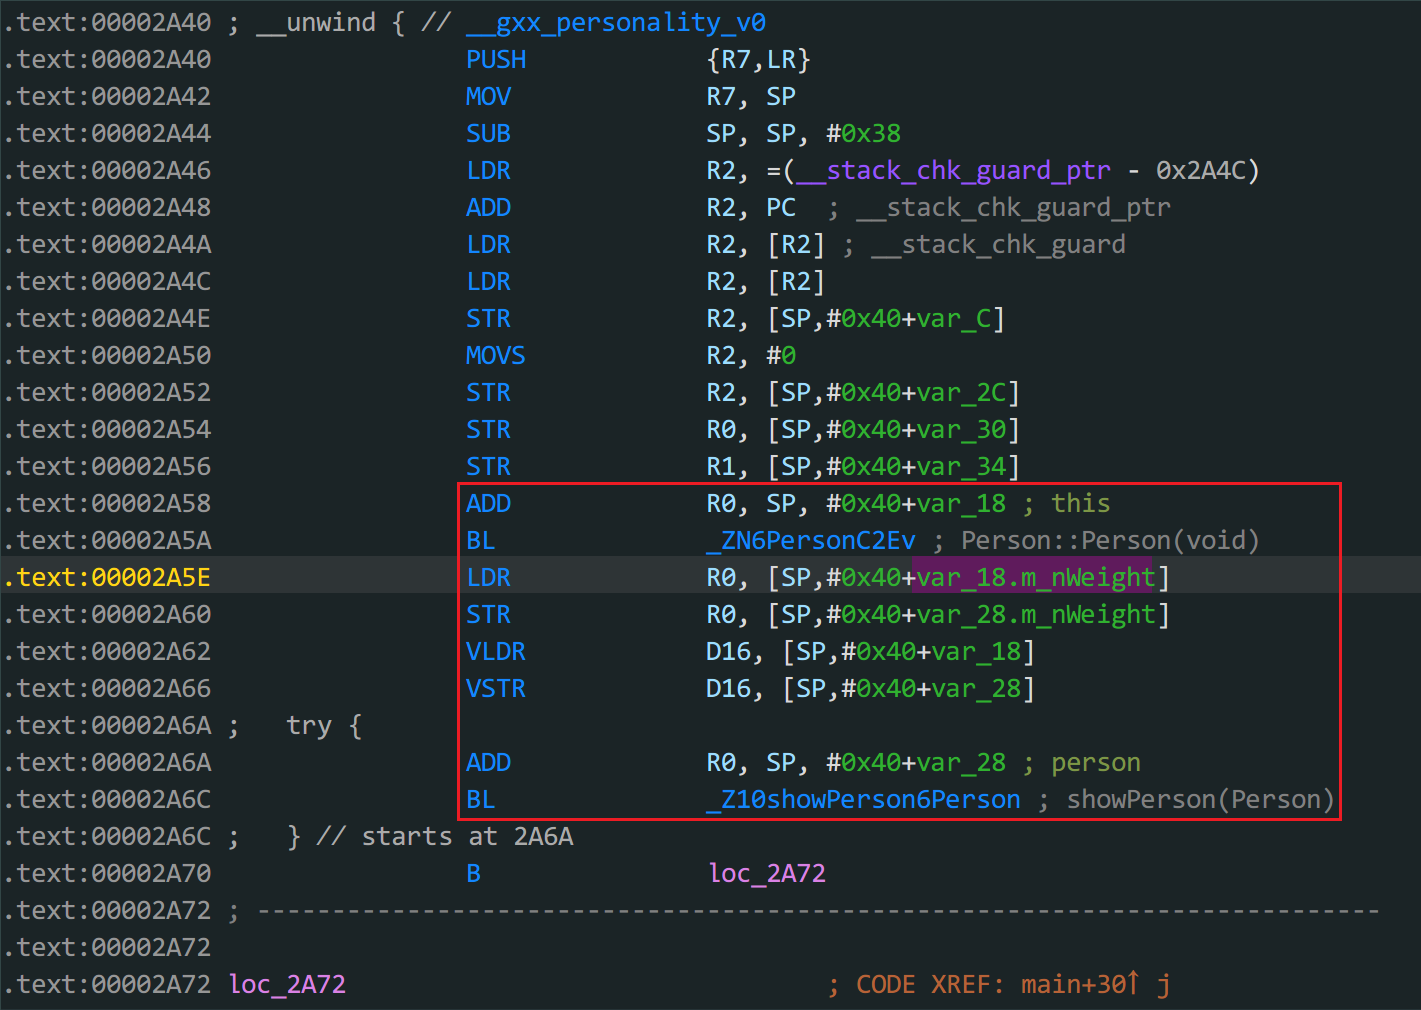 .text:00002A40 ; __unwind { // __gxx_personality_v0
.text:00002A40 PUSH {R7,LR}
.text:00002A42 MOV R7, SP
.text:00002A44 SUB SP, SP, #0x38
.text:00002A46 LDR R2, =(__stack_chk_guard_ptr - 0x2A4C)
.text:00002A48 ADD R2, PC ; __stack_chk_guard_ptr
.text:00002A4A LDR R2, [R2] ; __stack_chk_guard
.text:00002A4C LDR R2, [R2]
.text:00002A4E STR R2, [SP,#0x40+var_C]
.text:00002A50 MOVS R2, #0
.text:00002A52 STR R2, [SP,#0x40+var_2C]
.text:00002A54 STR R0, [SP,#0x40+var_30]
.text:00002A56 STR R1, [SP,#0x40+var_34]
.text:00002A58 ADD R0, SP, #0x40+var_18 ; this
.text:00002A5A BL _ZN6PersonC2Ev ; Person::Person(void)
.text:00002A5E LDR R0, [SP,#0x40+var_18.m_nWeight]
.text:00002A60 STR R0, [SP,#0x40+var_28.m_nWeight]
.text:00002A62 VLDR D16, [SP,#0x40+var_18]
.text:00002A66 VSTR D16, [SP,#0x40+var_28]
.text:00002A6A ; try {
.text:00002A6A ADD R0, SP, #0x40+var_28 ; person
.text:00002A6C BL _Z10showPerson6Person ; showPerson(Person)
.text:00002A6C ; } // starts at 2A6A
.text:00002A70 B loc_2A72
.text:00002A72 ; ---------------------------------------------------------------------------
.text:00002A72
.text:00002A72 loc_2A72 ; CODE XREF: main+30↑ j